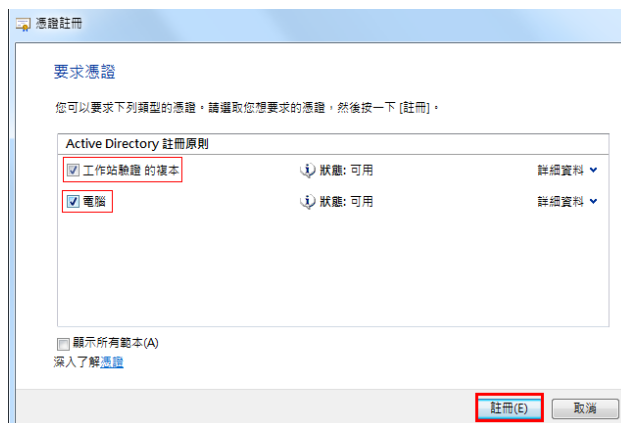 憑證註冊
要求憑證
您可以要求下列類型的憑證。請選取您想要求的憑證，然後按一下 [註冊]。
Active Directory 註冊原則
工作站驗證 的複本 狀態: 可用 詳細資料
電腦 狀態: 可用 詳細資料
顯示所有範本(A)
深入了解憑證
註冊(E) 取消